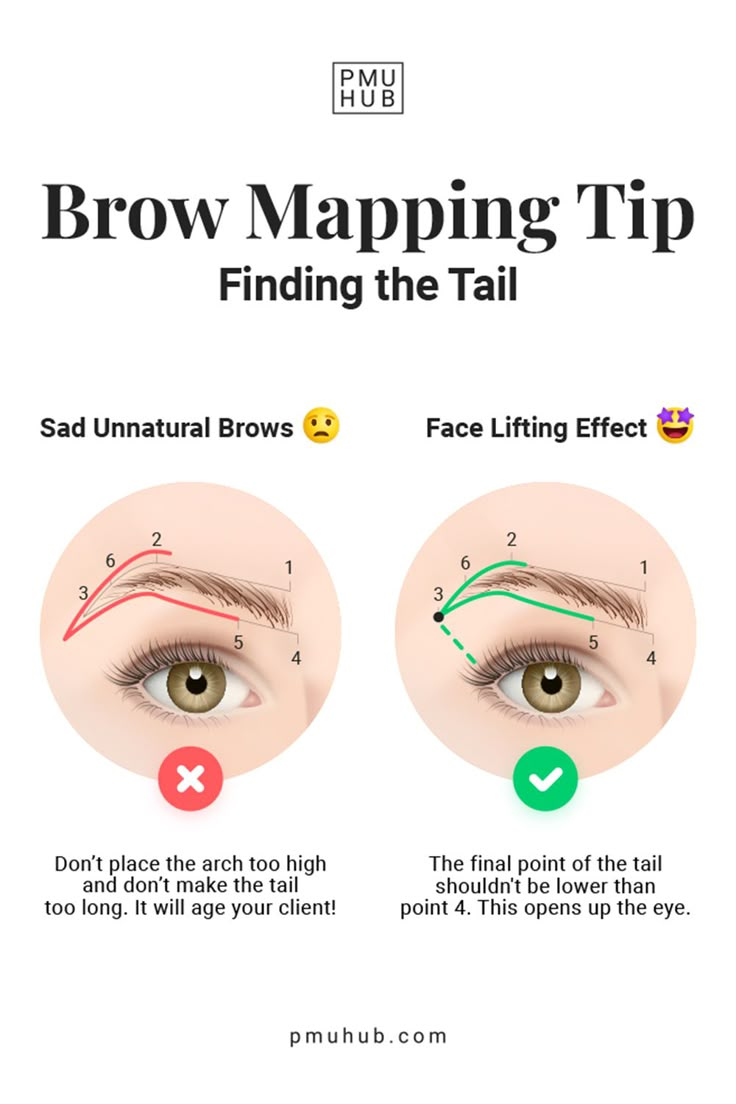 PMU
HUB
Brow Mapping Tip
Finding the Tail
Sad Unnatural Brows 😟
2
6
1
3
5
4
Don’t place the arch too high
and don’t make the tail
too long. It will age your client!
Face Lifting Effect 🤩
2
6
1
3
5
4
The final point of the tail
shouldn't be lower than
point 4. This opens up the eye.
pmuhub.com